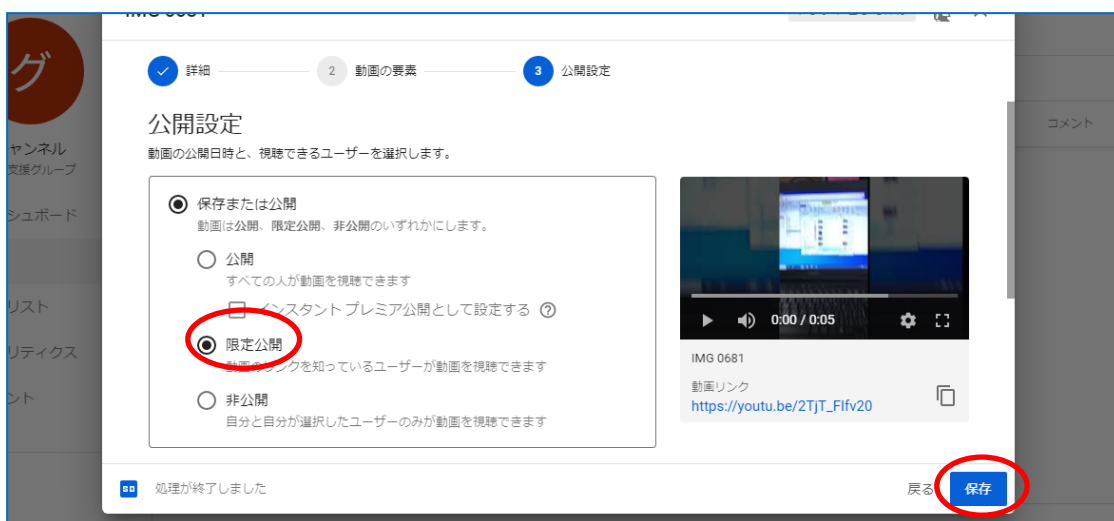 グ
ャンネル
支援グループ
シュボード
リスト
リティクス
ント
コメント
詳細
2 動画の要素
3 公開設定
公開設定
動画の公開日時と、視聴できるユーザーを選択します。
保存または公開
動画は公開、限定公開、非公開のいずれかにします。
公開
すべての人が動画を視聴できます
インスタント プレミア公開として設定する ?
限定公開
動画のリンクを知っているユーザーが動画を視聴できます
非公開
自分と自分が選択したユーザーのみが動画を視聴できます
0:00 / 0:05
IMG 0681
動画リンク
https://youtu.be/2TjT_FIfv20
SD 処理が終了しました
戻る
保存